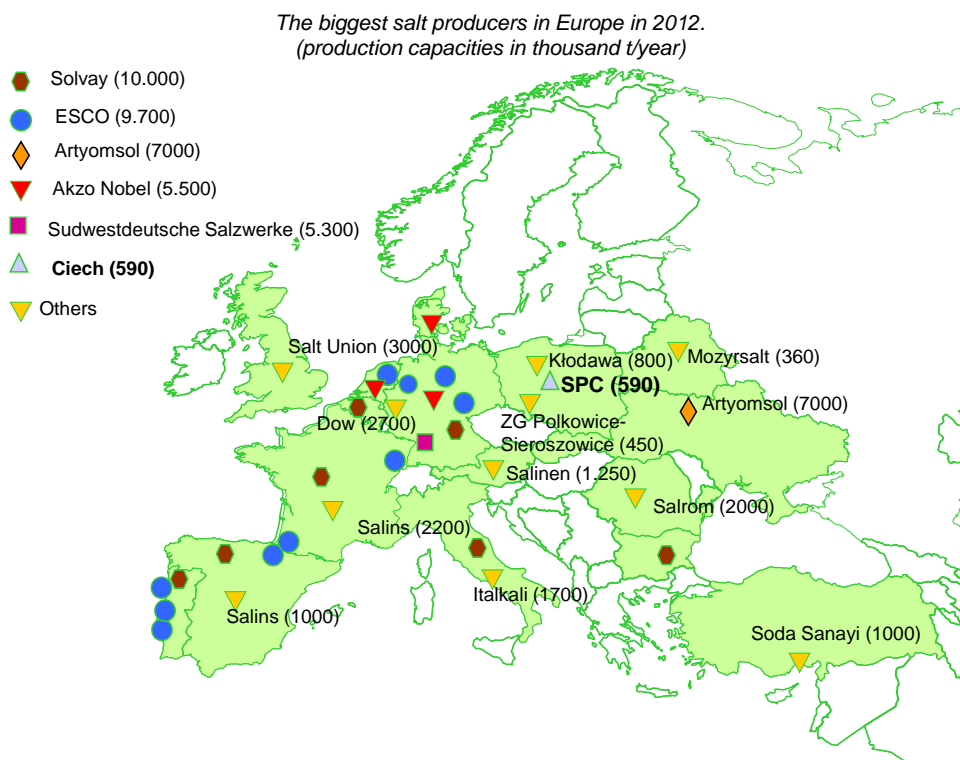 The biggest salt producers in Europe in 2012.
(production capacities in thousand t/year)
Solvay (10.000)
ESCO (9.700)
Artyomsol (7000)
Akzo Nobel (5.500)
Sudwestdeutsche Salzwerke (5.300)
Ciech (590)
Others
Salt Union (3000)
Kłodawa (800)
Mozyrsalt (360)
SPC (590)
Artyomsol (7000)
Dow (2700)
ZG Polkowice-
Sieroszowice (450)
Salinen (1.250)
Salrom (2000)
Salins (2200)
Italkali (1700)
Salins (1000)
Soda Sanayi (1000)